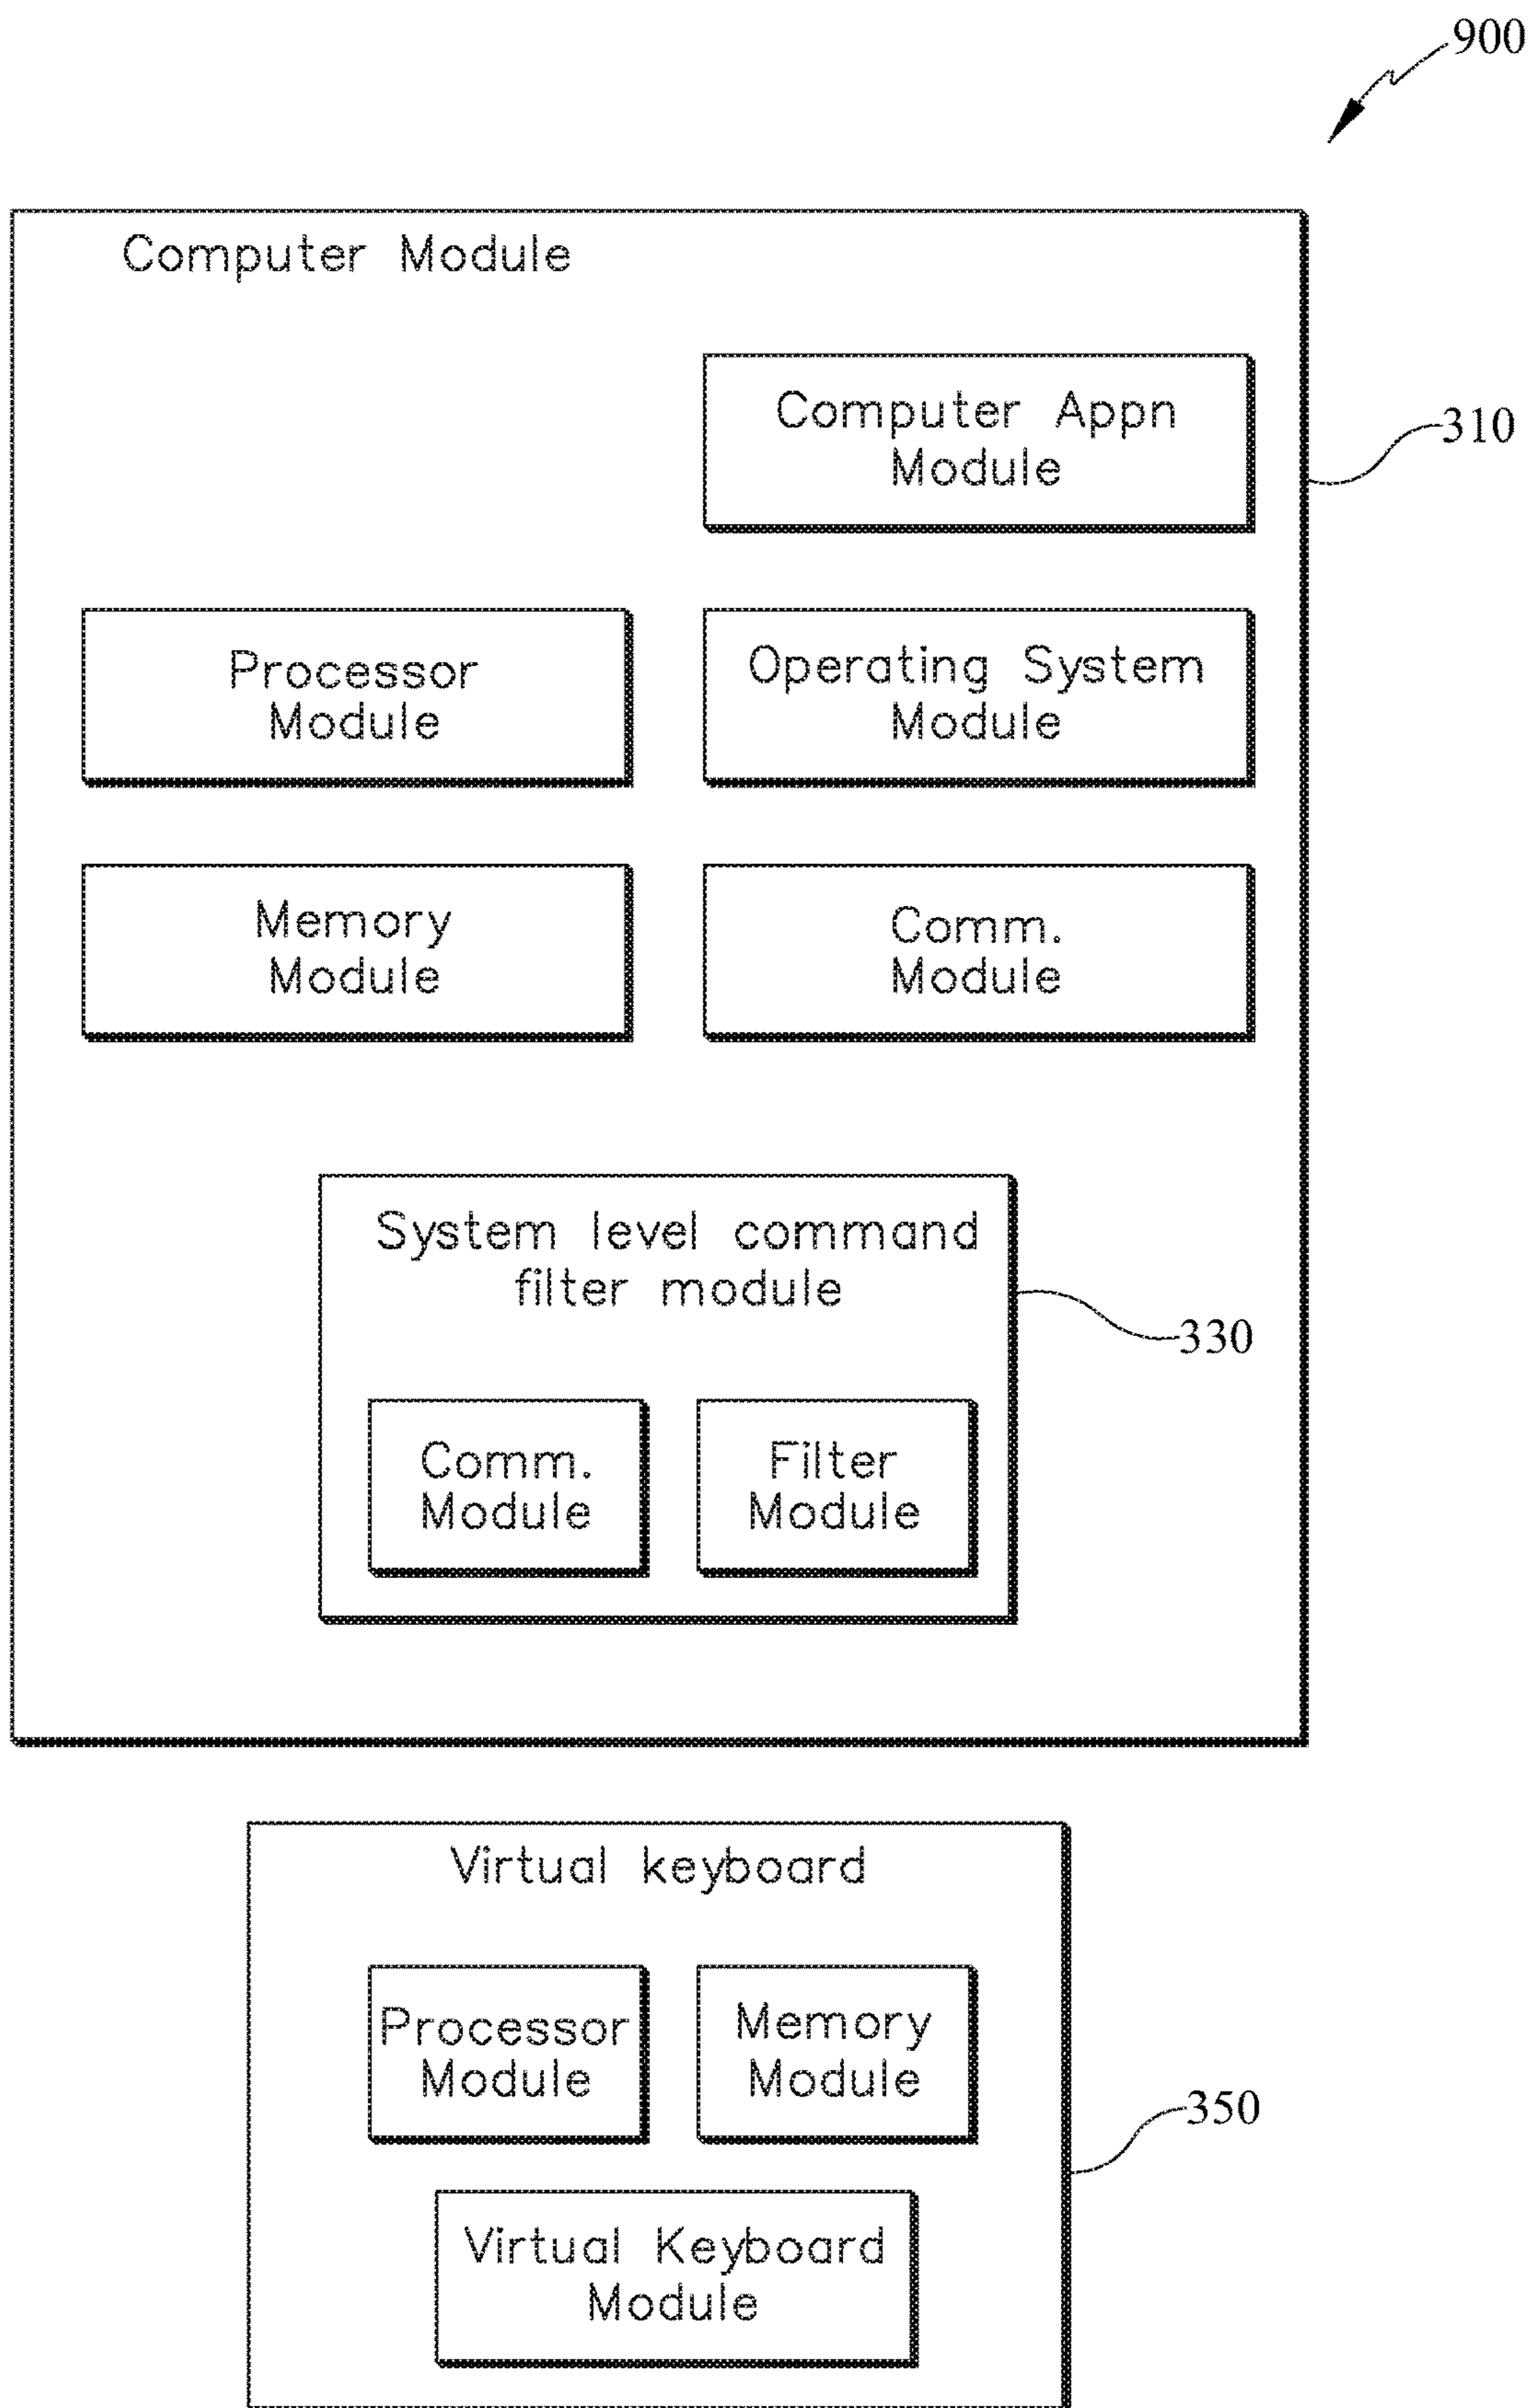 900
Computer Module
Computer Appn
Module
310
Processor
Module
Operating System
Module
Memory
Module
Comm.
Module
System level command
filter module
330
Comm.
Module
Filter
Module
Virtual keyboard
Processor
Module
Memory
Module
350
Virtual Keyboard
Module